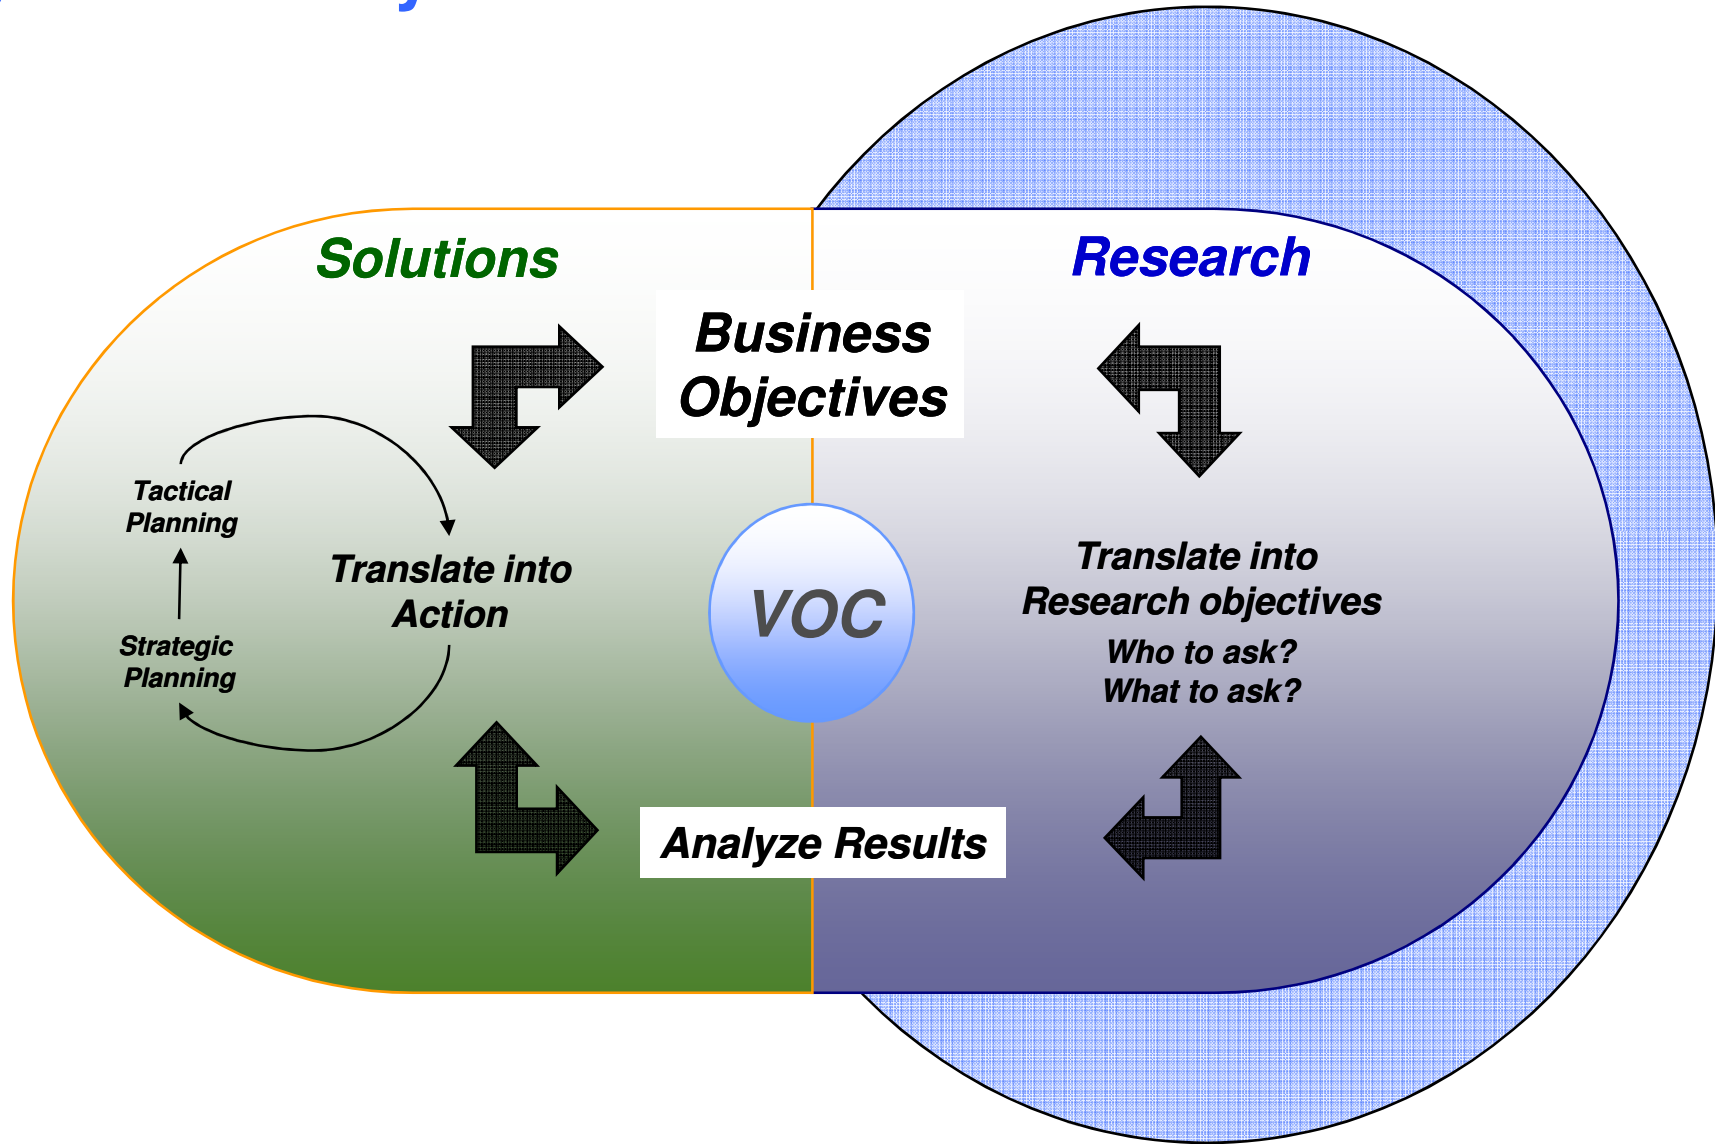 Solutions
Research
Business
Objectives
Tactical
Planning
Translate into
Action
Strategic
Planning
VOC
Translate into
Research objectives
Who to ask?
What to ask?
Analyze Results